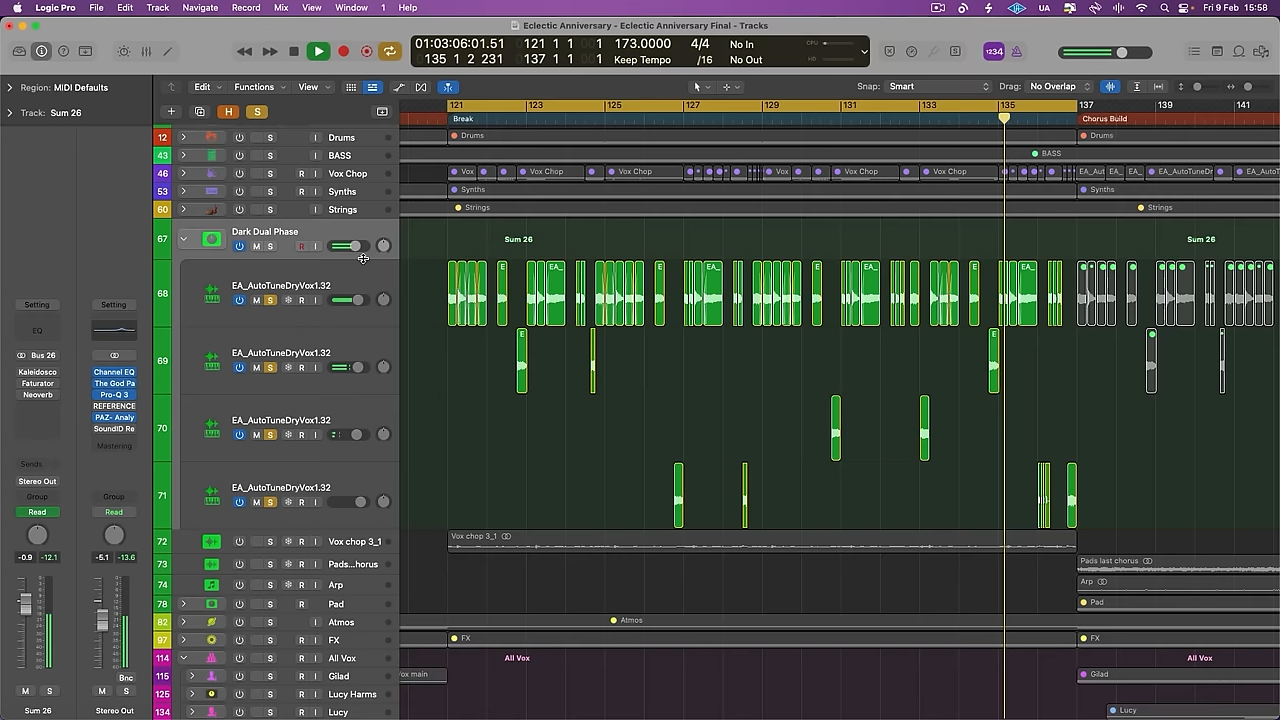 Logic Pro File Edit Track Navigate Record Mix View Window 1 Help UA Fri 9 Feb 15:58
Eclectic Anniversary - Eclectic Anniversary Final - Tracks
01:03:06:01.51 121 1 1 1 173.0000 4/4 No In CPU
135 1 2 231 137 1 1 1 Keep Tempo /16 No Out HD
S 1234
Region: MIDI Defaults
Track: Sum 26
Edit Functions View Snap: Smart Drag: No Overlap
H S
121 123 125 127 129 131 133 135 137 139 141
Break Chorus Build
12 S I Drums Drums Drums
43 S I BASS BASS
46 S R I Vox Chop Vox Vox Chop Vox Chop Vox Vox Chop Vox Chop EA_Aut EA_ EA_ EA_AutoTuneDr EA_AutoT
53 S R I Synths Synths Synths
60 S I Strings Strings Strings
67 Dark Dual Phase Sum 26 Sum 26
M S R I
68 EA_AutoTuneDryVox1.32 EA_ E EA_ EA_
M S R I
69 EA_AutoTuneDryVox1.32 E E
M S R I
70 EA_AutoTuneDryVox1.32
M S R I
71 EA_AutoTuneDryVox1.32
M S R I
72 S R I Vox chop 3_1 Vox chop 3_1
73 S R I Pads...horus Pads last chorus
74 S R I Arp Arp
78 S R Pad Pad
82 S I Atmos Atmos
97 S R I FX FX FX
114 S R I All Vox All Vox All Vox
115 S R I Gilad ox main Gilad
125 S R I Lucy Harms
134 S R I Lucy Lucy
Setting Setting
EQ
Bus 26
Kaleidosco Channel EQ
Faturator The God Pa
Neoverb Pro-Q 3
REFERENCE
PAZ- Analy
SoundID Re
Mastering
Sends
Stereo Out
Group Group
Read Read
-0.9 -12.1 -5.1 -13.6
Bnc
M S M S
Sum 26 Stereo Out